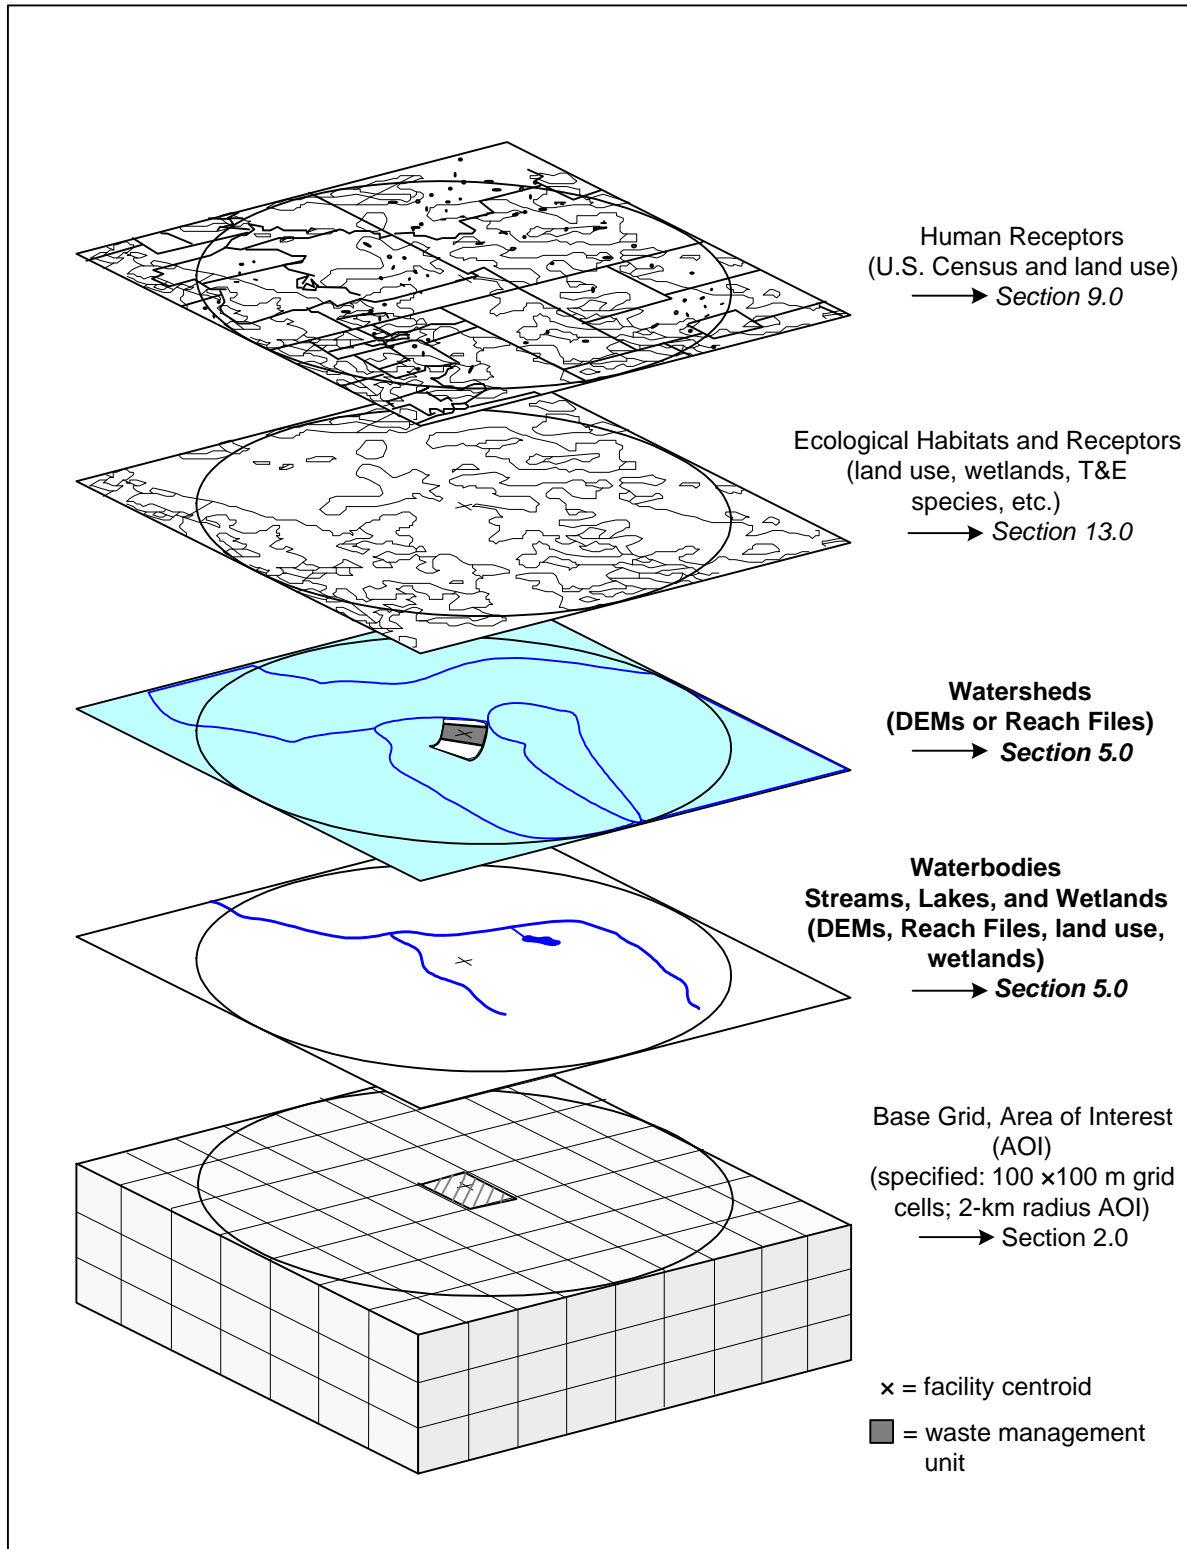 Human Receptors
(U.S. Census and land use)
Section 9.0
Ecological Habitats and Receptors
(land use, wetlands, T&E
species, etc.)
Section 13.0
Watersheds
(DEMs or Reach Files)
Section 5.0
Waterbodies
Streams, Lakes, and Wetlands
(DEMs, Reach Files, land use,
wetlands)
Section 5.0
Base Grid, Area of Interest
(AOI)
(specified: 100 ×100 m grid
cells; 2-km radius AOI)
Section 2.0
× = facility centroid
= waste management
unit